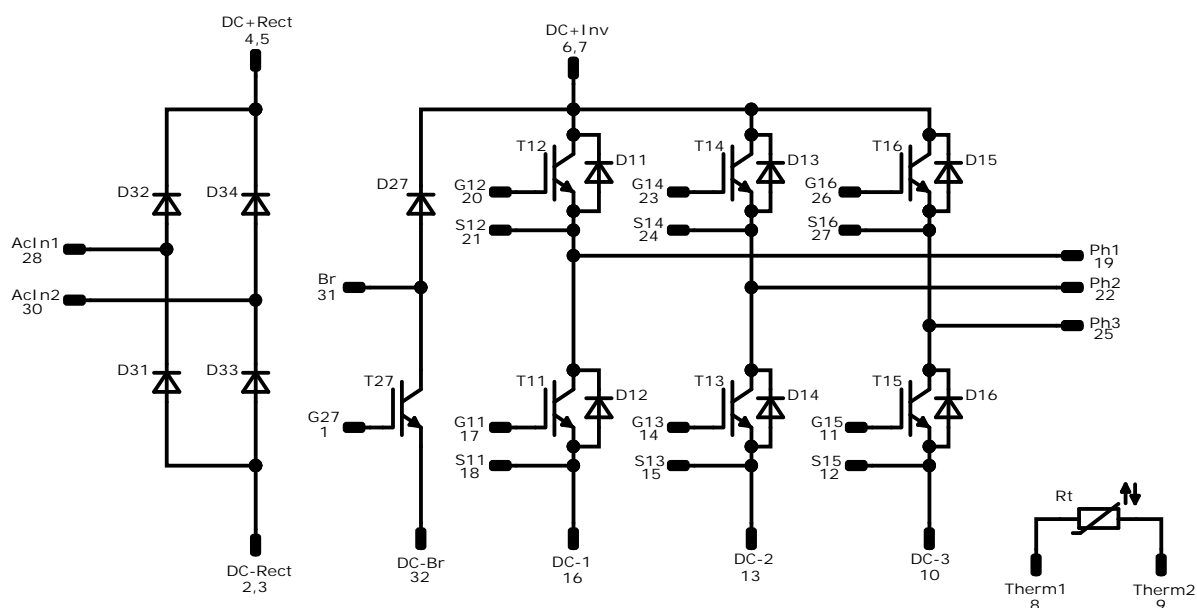 DC+Rect
4,5
DC+Inv
6,7
T12
D11
T14
D13
T16
D15
D32
D34
D27
G12
20
G14
23
G16
26
S12
21
S14
24
S16
27
AcIn1
28
Ph1
19
Br
31
Ph2
22
AcIn2
30
Ph3
25
D31
D33
T27
T11
D12
T13
D14
T15
D16
G27
1
G11
17
G13
14
G15
11
S11
18
S13
15
S15
12
Rt
DC-Rect
2,3
DC-Br
32
DC-1
16
DC-2
13
DC-3
10
Therm1
8
Therm2
9